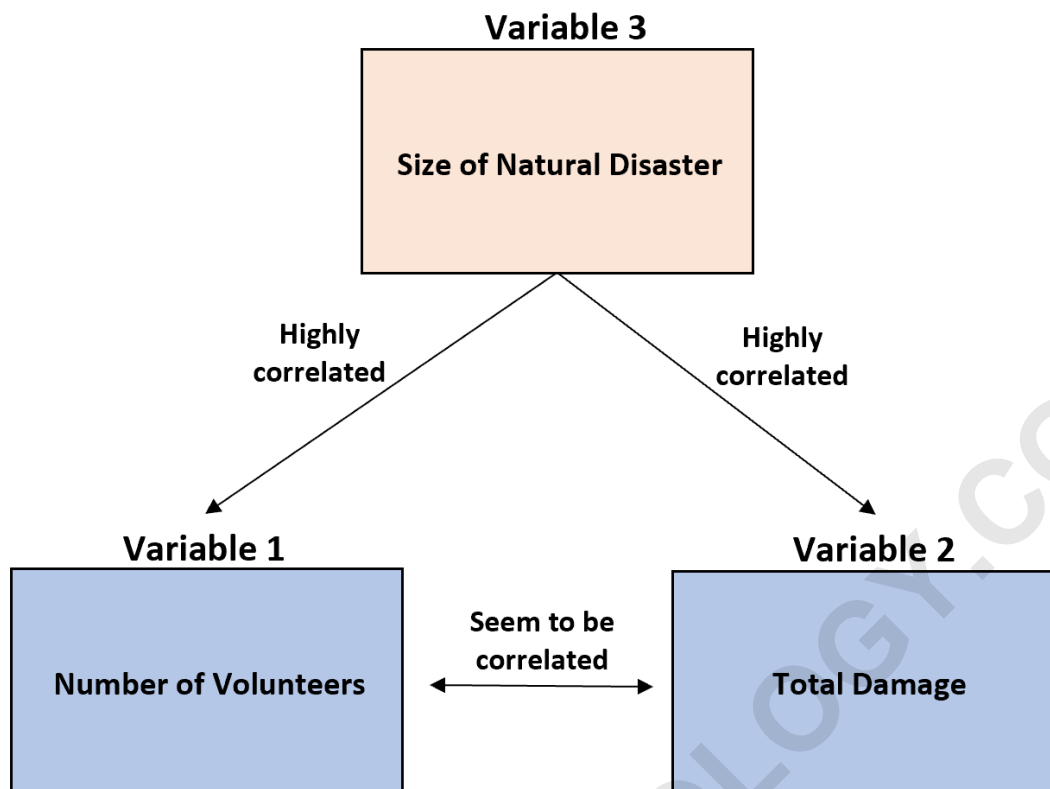 Variable 3
Size of Natural Disaster
Highly
correlated
Highly
correlated
Variable 1
Variable 2
Seem to be
correlated
Number of Volunteers
Total Damage